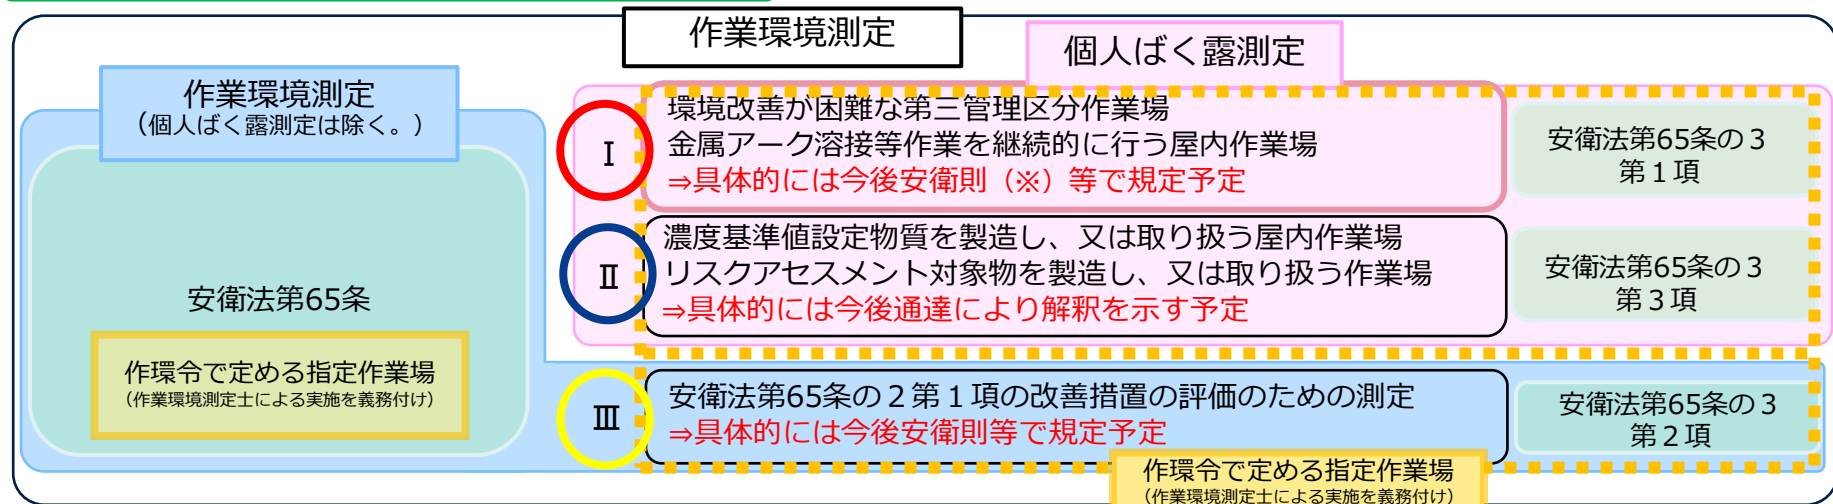 作業環境測定
個人ばく露測定
作業環境測定
（個人ばく露測定は除く。）
安衛法第65条
作環令で定める指定作業場
（作業環境測定士による実施を義務付け）
Ⅰ
環境改善が困難な第三管理区分作業場
金属アーク溶接等作業を継続的に行う屋内作業場
⇒具体的には今後安衛則（※）等で規定予定
安衛法第65条の３
第１項
Ⅱ
濃度基準値設定物質を製造し、又は取り扱う屋内作業場
リスクアセスメント対象物を製造し、又は取り扱う作業場
⇒具体的には今後通達により解釈を示す予定
安衛法第65条の３
第３項
Ⅲ
安衛法第65条の２第１項の改善措置の評価のための測定
⇒具体的には今後安衛則等で規定予定
安衛法第65条の３
第２項
作環令で定める指定作業場
（作業環境測定士による実施を義務付け）